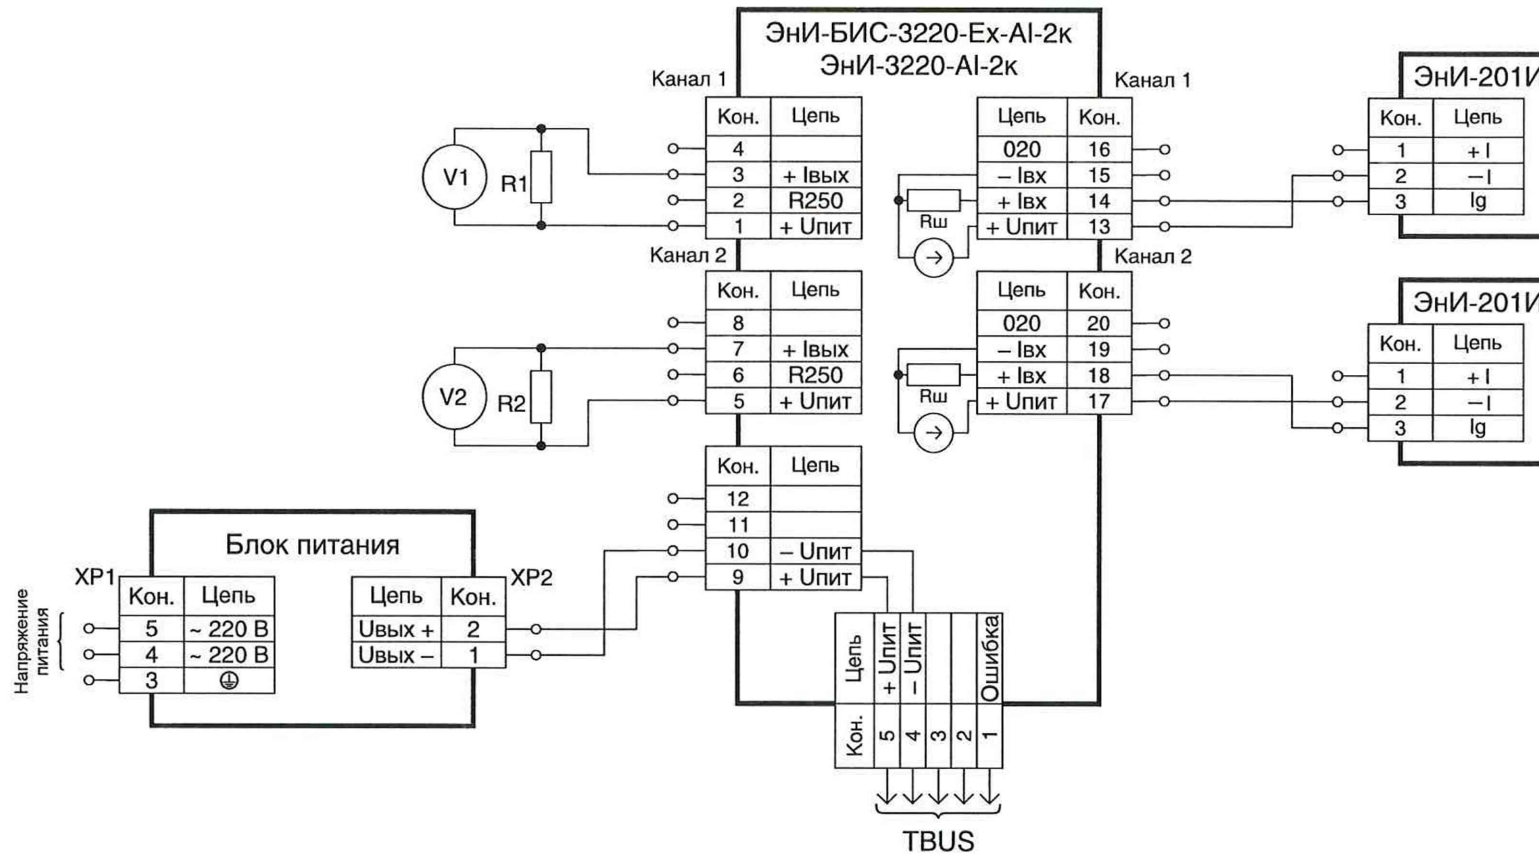 ЭнИ-БИС-3220-Ex-AI-2к
ЭнИ-3220-AI-2к
Канал 1
Кон. Цепь
4
3 + Iвых
2 R250
1 + Uпит
V1
R1
Канал 2
Кон. Цепь
8
7 + Iвых
6 R250
5 + Uпит
V2
R2
Кон. Цепь
12
11
10 – Uпит
9 + Uпит
Канал 1
Цепь Кон.
020 16
– Iвх 15
+ Iвх 14
+ Uпит 13
Rш
Канал 2
Цепь Кон.
020 20
– Iвх 19
+ Iвх 18
+ Uпит 17
Rш
ЭнИ-201И
Кон. Цепь
1 + I
2 –I
3 Ig
ЭнИ-201И
Кон. Цепь
1 + I
2 –I
3 Ig
Блок питания
XP1
Кон. Цепь
5 ~ 220 В
4 ~ 220 В
3
Напряжение
питания
XP2
Цепь Кон.
Uвых + 2
Uвых – 1
Цепь + Uпит – Uпит Ошибка
Кон. 5 4 3 2 1
TBUS